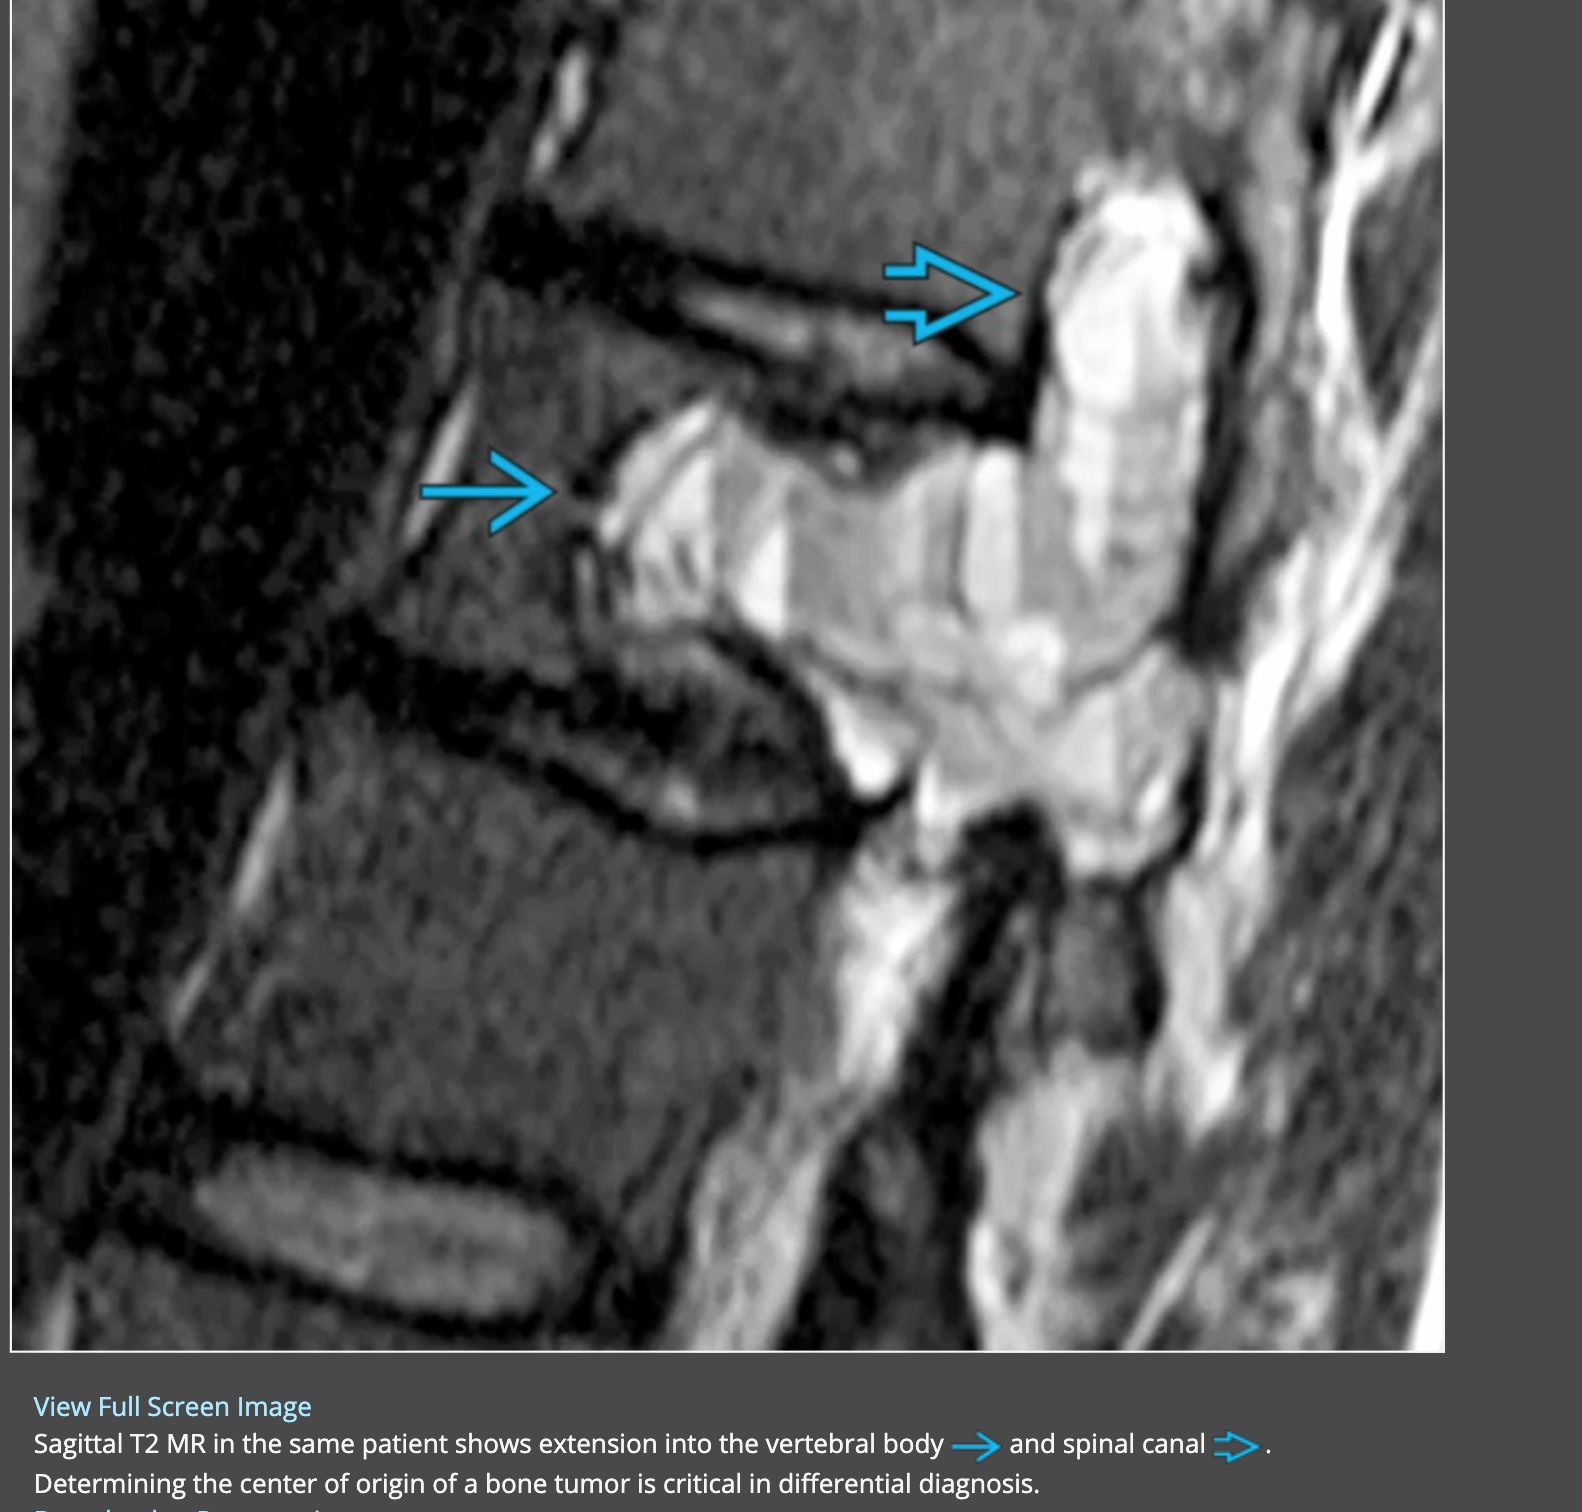 View Full Screen Image
Sagittal T2 MR in the same patient shows extension into the vertebral body and spinal canal .
Determining the center of origin of a bone tumor is critical in differential diagnosis.